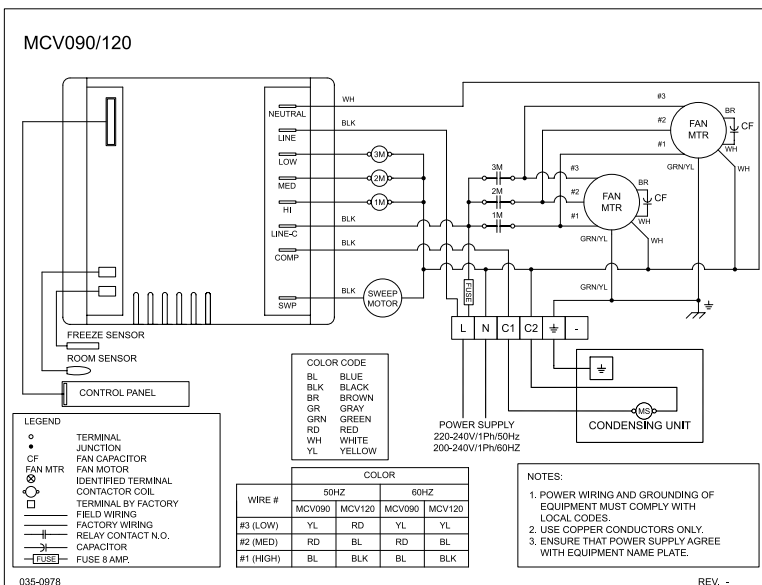 MCV090/120
NEUTRAL
LINE
LOW
MED
HI
LINE-C
COMP
SWP
WH
BLK
3M
2M
1M
BLK
BLK
BLK
SWEEP
MOTOR
3M
2M
1M
#3
#2
#1
#3
#2
#1
FAN
MTR
BR
CF
WH
GRN/YL
WH
FAN
MTR
BR
CF
WH
GRN/YL
WH
GRN/YL
FUSE
L N C1 C2 -
POWER SUPPLY
220-240V/1Ph/50Hz
200-240V/1Ph/60HZ
MS
CONDENSING UNIT
FREEZE SENSOR
ROOM SENSOR
CONTROL PANEL
LEGEND
TERMINAL
JUNCTION
CF FAN CAPACITOR
FAN MTR FAN MOTOR
IDENTIFIED TERMINAL
CONTACTOR COIL
TERMINAL BY FACTORY
FIELD WIRING
FACTORY WIRING
RELAY CONTACT N.O.
CAPACITOR
FUSE FUSE 8 AMP.
COLOR CODE
BL BLUE
BLK BLACK
BR BROWN
GR GRAY
GRN GREEN
RD RED
WH WHITE
YL YELLOW
WIRE # COLOR
50HZ 60HZ
MCV090 MCV120 MCV090 MCV120
#3 (LOW) YL RD YL YL
#2 (MED) RD BL RD BL
#1 (HIGH) BL BLK BL BLK
NOTES:
1. POWER WIRING AND GROUNDING OF
EQUIPMENT MUST COMPLY WITH
LOCAL CODES.
2. USE COPPER CONDUCTORS ONLY.
3. ENSURE THAT POWER SUPPLY AGREE
WITH EQUIPMENT NAME PLATE.
035-0978
REV. -